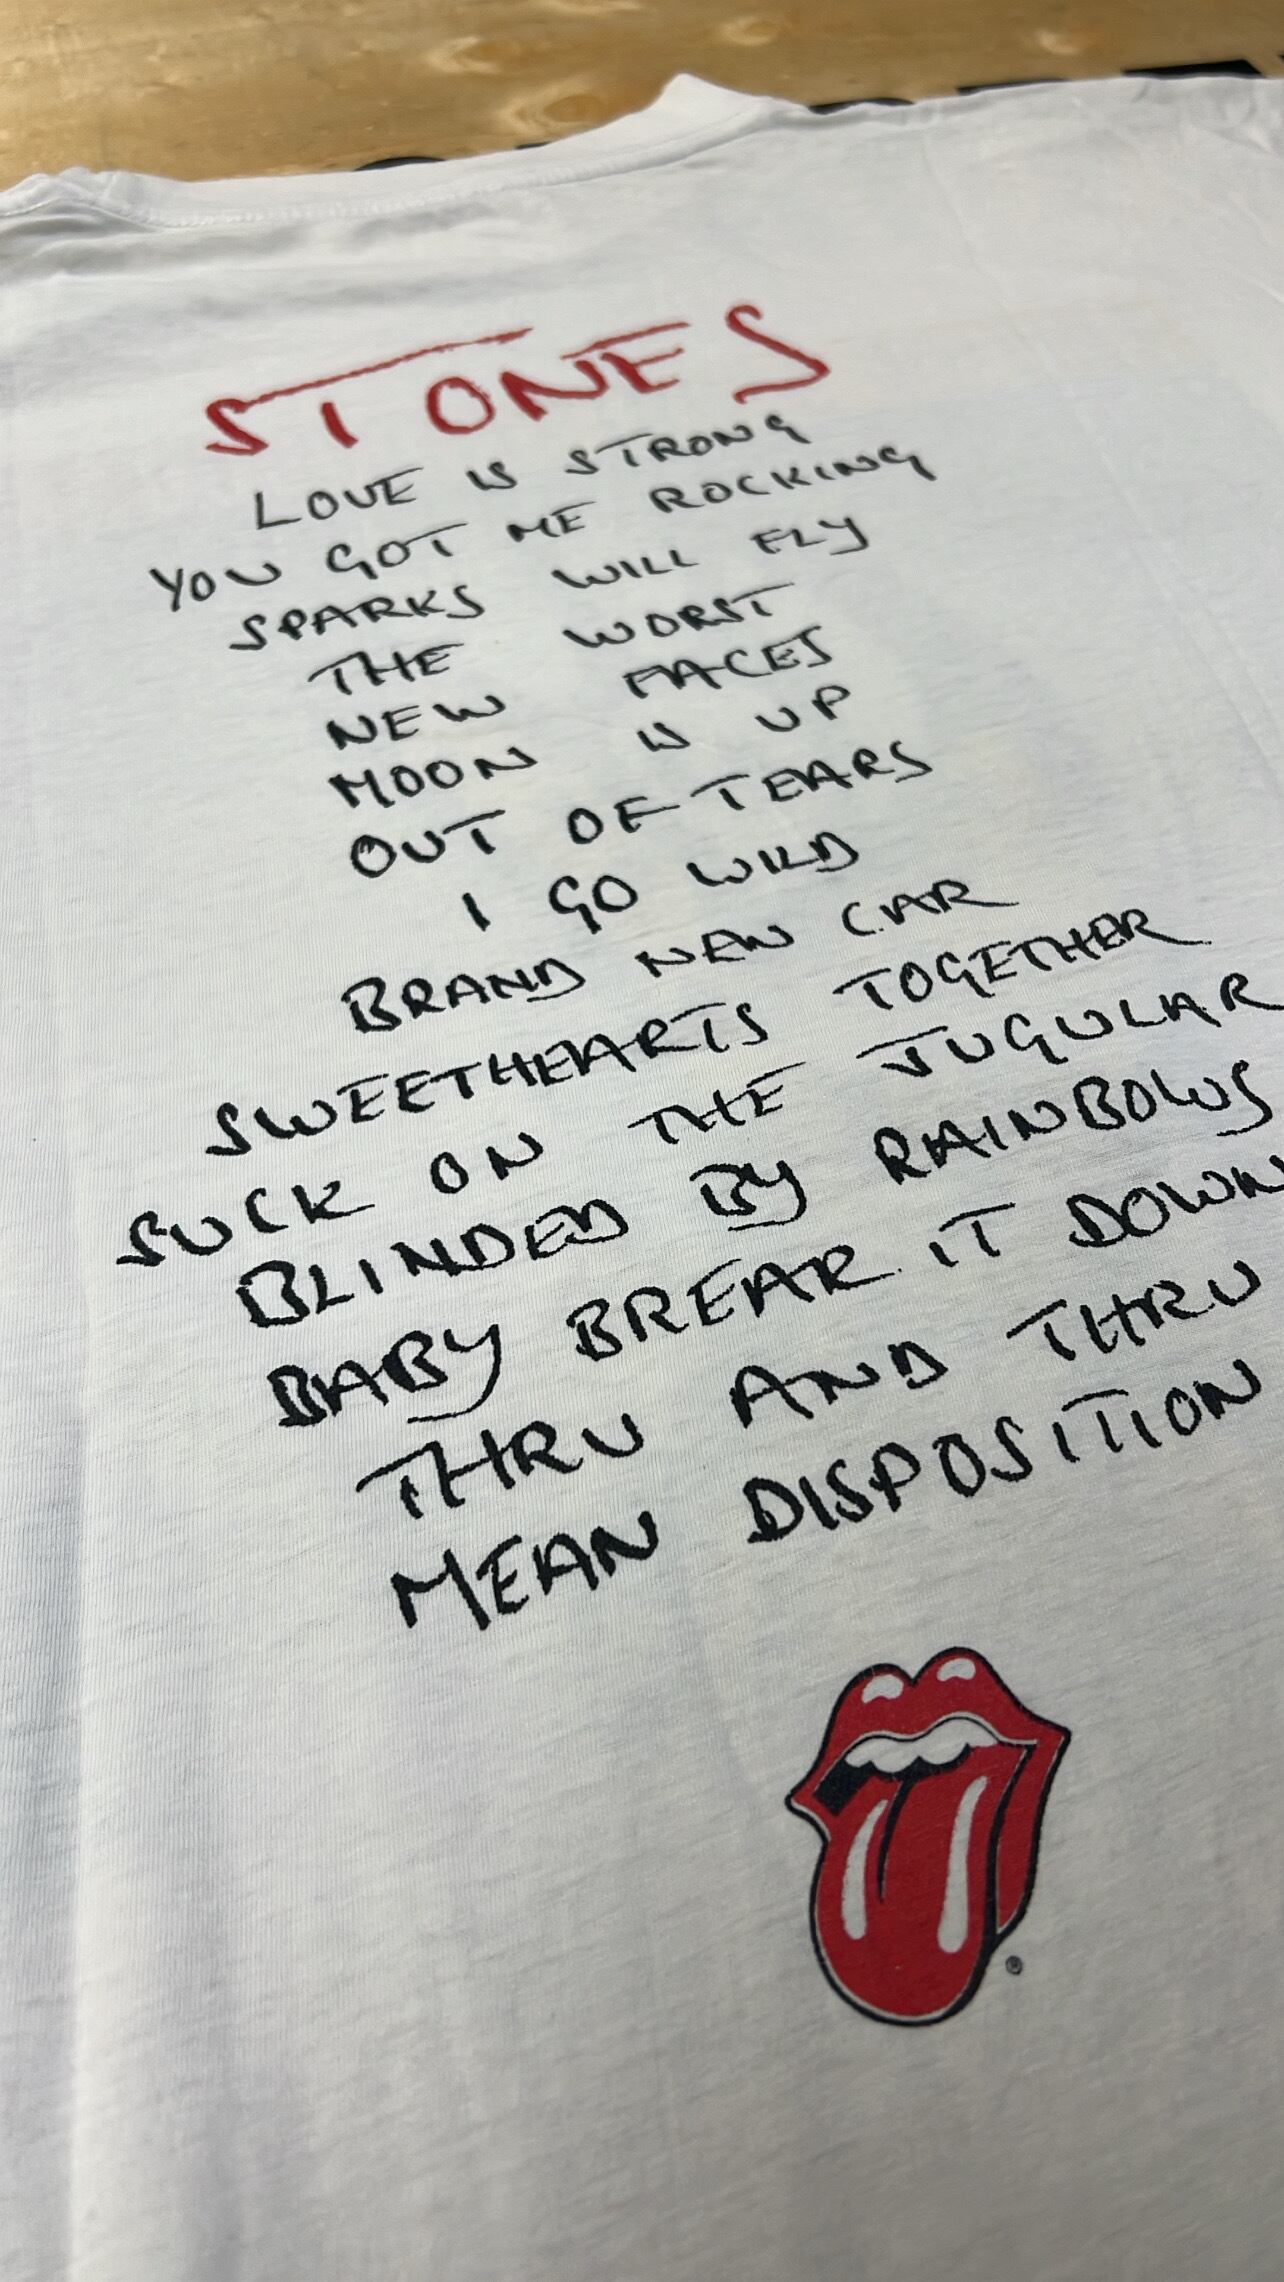 STONES
LOVE IS STRONG
YOU GOT ME ROCKING
SPARKS WILL FLY
THE WORST
NEW FACES
MOON IS UP
OUT OF TEARS
I GO WILD
BRAND NEW CAR
SWEETHEARTS TOGETHER
SUCK ON THE JUGULAR
BLINDED BY RAINBOWS
BABY BREAK IT DOWN
THRU AND THRU
MEAN DISPOSITION
®